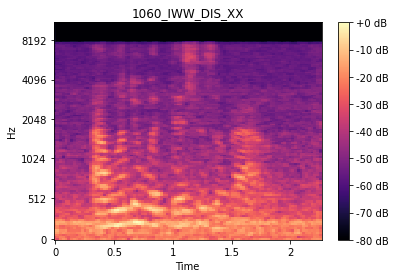 1060_IWW_DIS_XX
8192
4096
2048
1024
512
0
Hz
0
0.5
1
1.5
2
Time
+0 dB
-10 dB
-20 dB
-30 dB
-40 dB
-50 dB
-60 dB
-70 dB
-80 dB